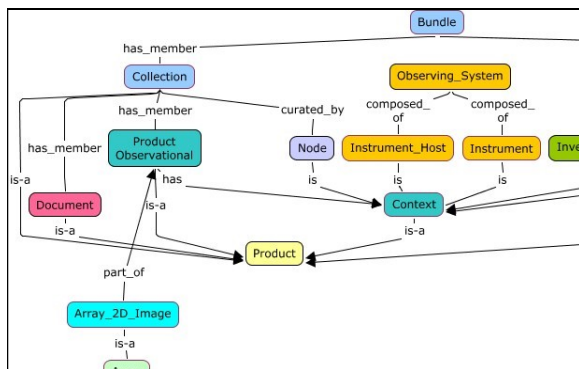 Bundle
has_member
Collection
Observing_System
has_member
curated_by
composed_
of
composed_
of
Product
Observational
has_member
Node
Instrument_Host
Instrument
is-a
has
is
is
is
Document
is-a
Context
is-a
is-a
Product
part_of
Array_2D_Image
is-a